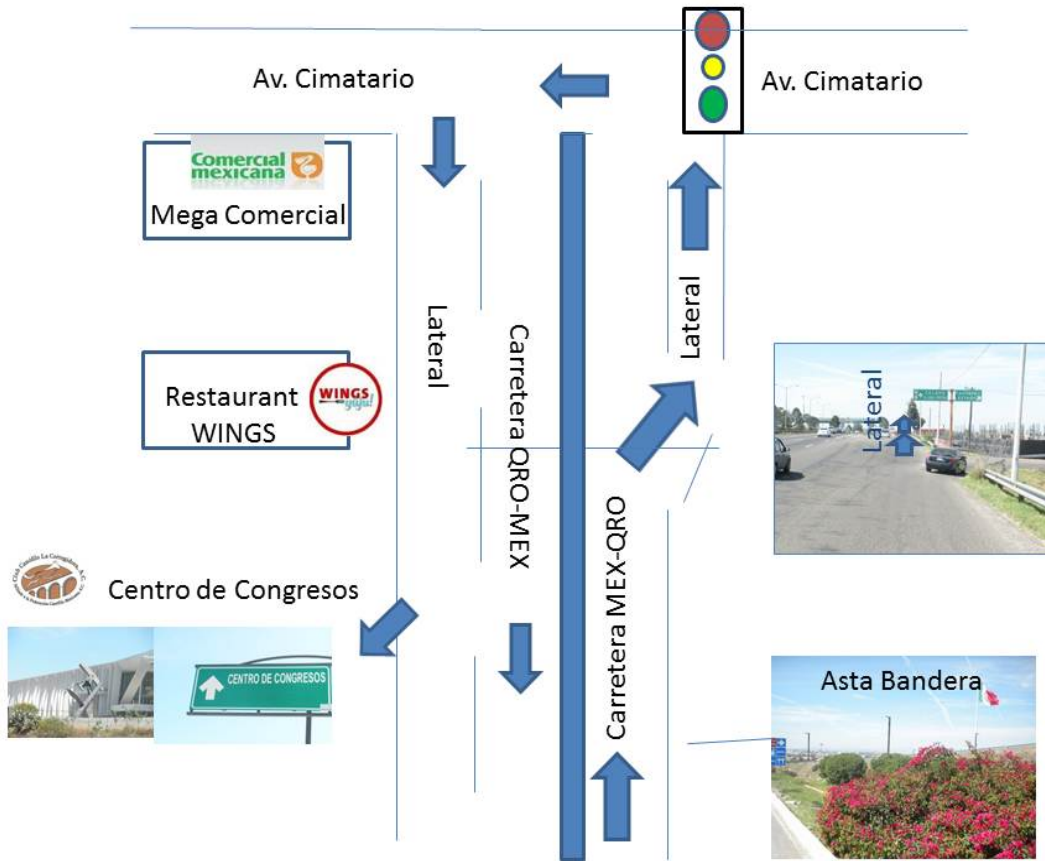 Av. Cimatario
Av. Cimatario
Comercial
mexicana
Mega Comercial
Lateral
Lateral
Carretera QRO-MEX
Restaurant
WINGS
WINGS
Lateral
Carretera MEX-QRO
Centro de Congresos
CENTRO DE CONGRESOS
Asta Bandera